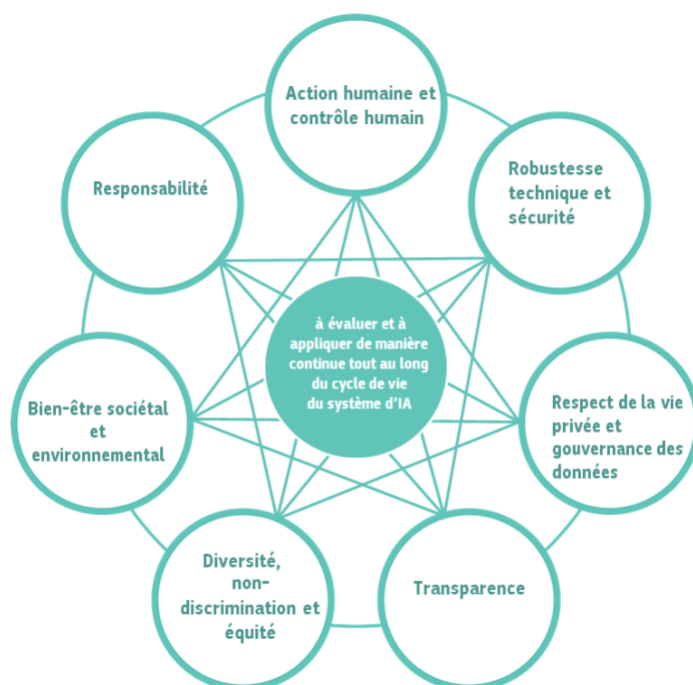 Action humaine et
contrôle humain
Robustesse
technique et
sécurité
Respect de la vie
privée et
gouvernance des
données
Transparence
Diversité,
non-
discrimination et
équité
Bien-être sociétal
et
environnemental
Responsabilité
à évaluer et à
appliquer de manière
continue tout au long
du cycle de vie
du système d'IA